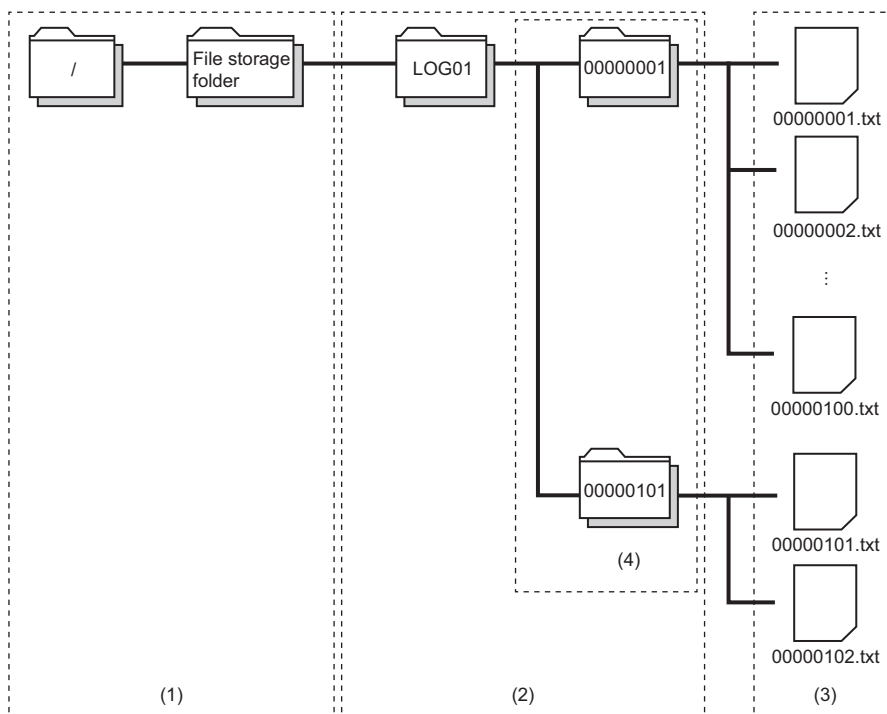 /
File storage
folder
LOG01
00000001
00000001.txt
00000002.txt
...
00000100.txt
00000101
00000101.txt
(4)
00000102.txt
(1)
(2)
(3)